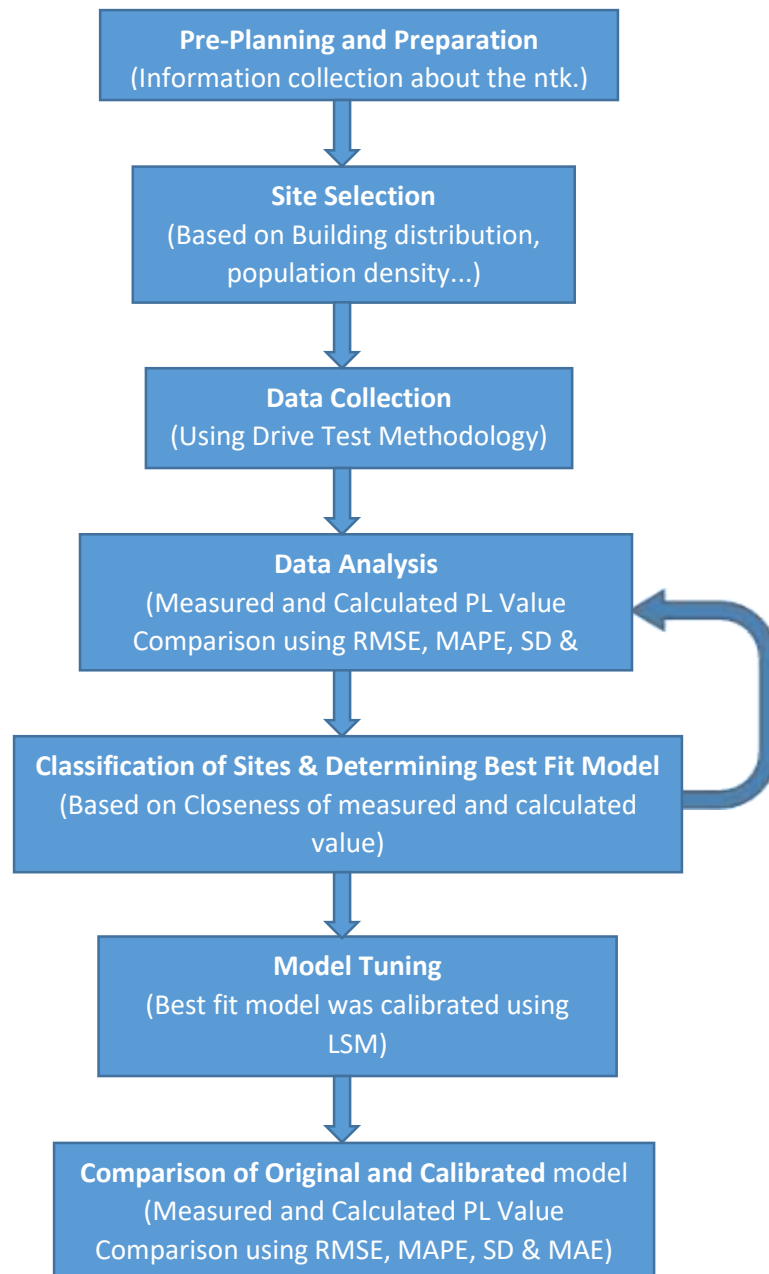 Pre-Planning and Preparation
(Information collection about the ntk.)
Site Selection
(Based on Building distribution,
population density...)
Data Collection
(Using Drive Test Methodology)
Data Analysis
(Measured and Calculated PL Value
Comparison using RMSE, MAPE, SD &
Classification of Sites & Determining Best Fit Model
(Based on Closeness of measured and calculated
value)
Model Tuning
(Best fit model was calibrated using
LSM)
Comparison of Original and Calibrated model
(Measured and Calculated PL Value
Comparison using RMSE, MAPE, SD & MAE)